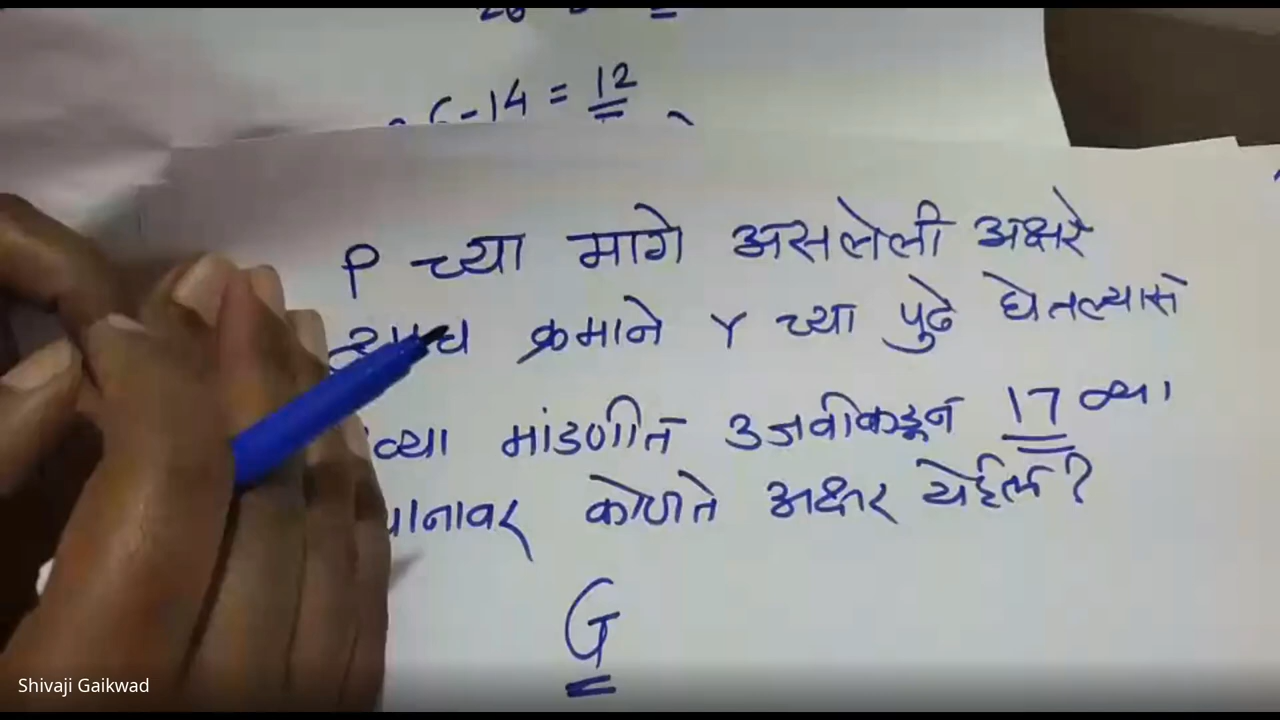 6-14 = 12
P च्या मागे असलेली अक्षरे
क्रमाने Y च्या पुढे घेतल्यास
मांडणीत उजवीकडून 17 व्या
कोणते अक्षर येईल?
G
Shivaji Gaikwad